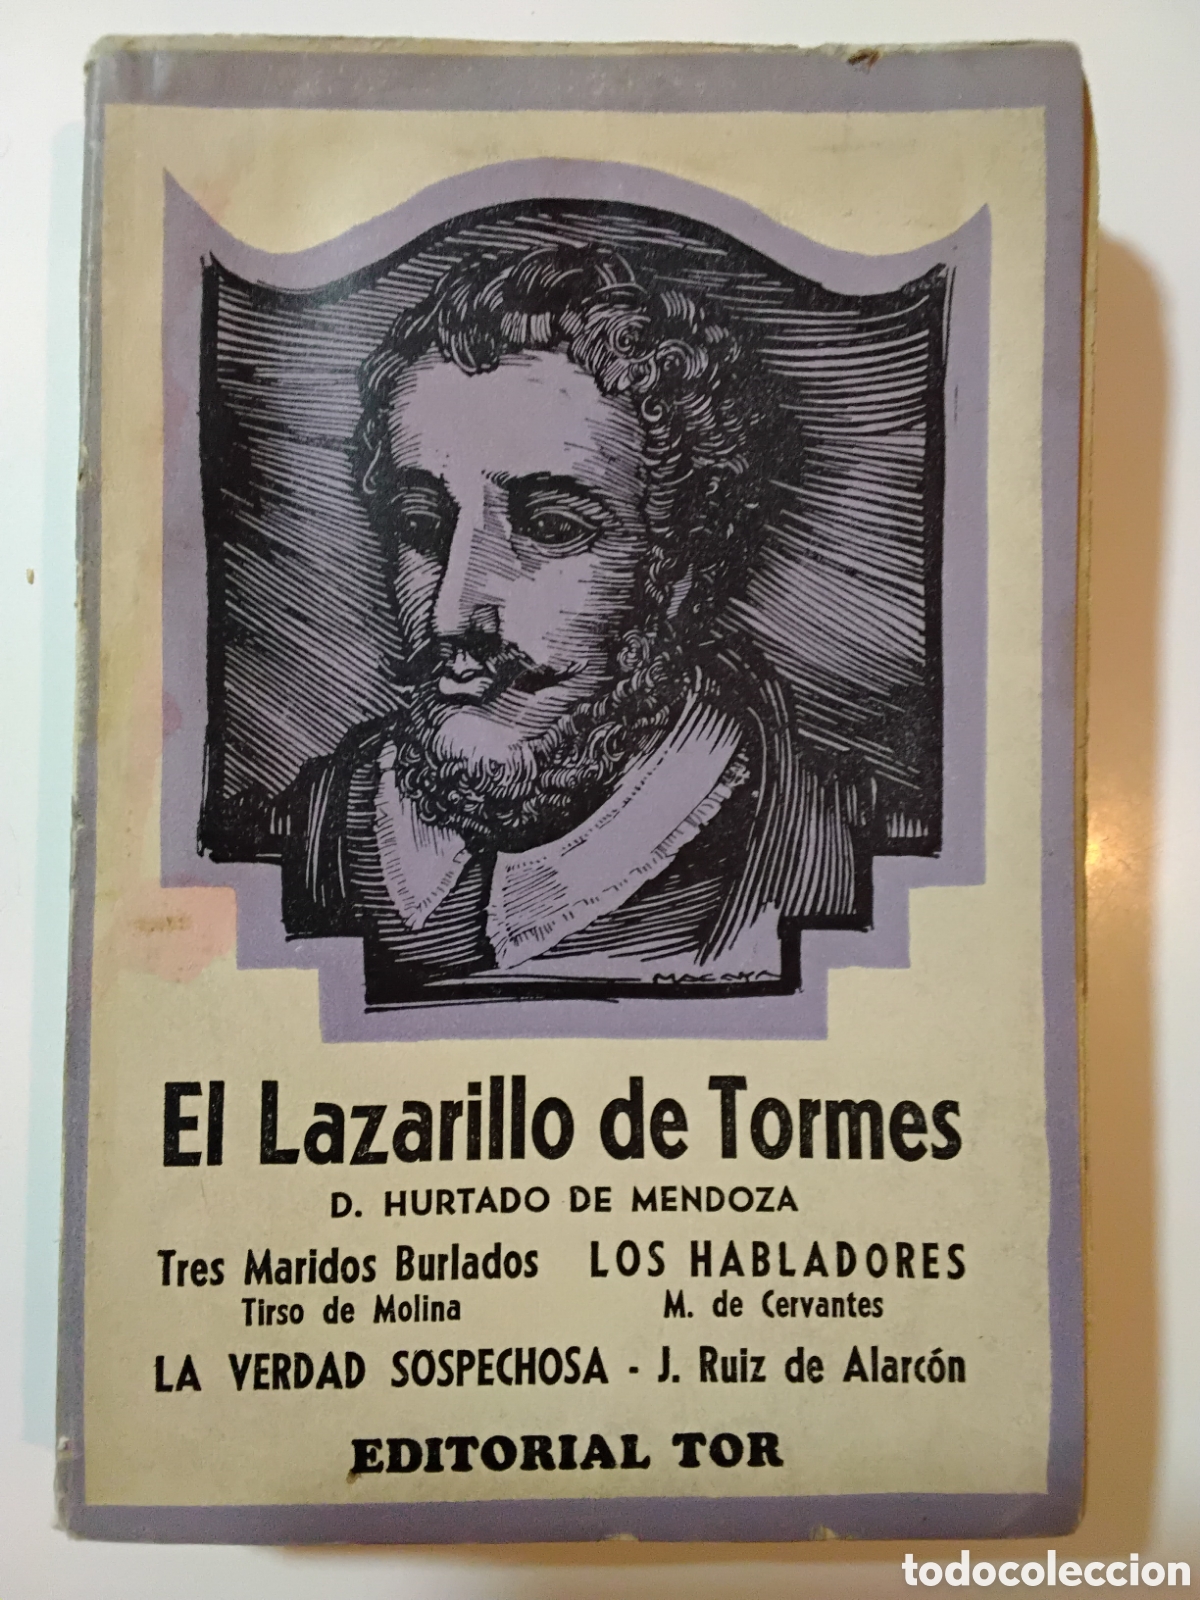 MACAYA
El Lazarillo de Tormes
D. HURTADO DE MENDOZA
Tres Maridos Burlados LOS HABLADORES
Tirso de Molina M. de Cervantes
LA VERDAD SOSPECHOSA - J. Ruiz de Alarcón
EDITORIAL TOR
todocoleccion